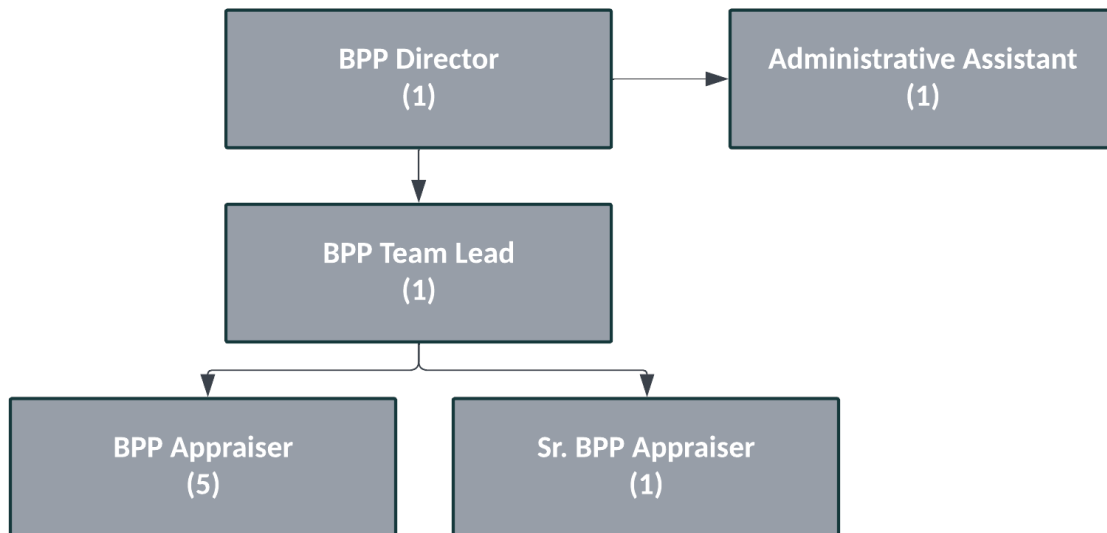 BPP Director
(1)
Administrative Assistant
(1)
BPP Team Lead
(1)
BPP Appraiser
(5)
Sr. BPP Appraiser
(1)